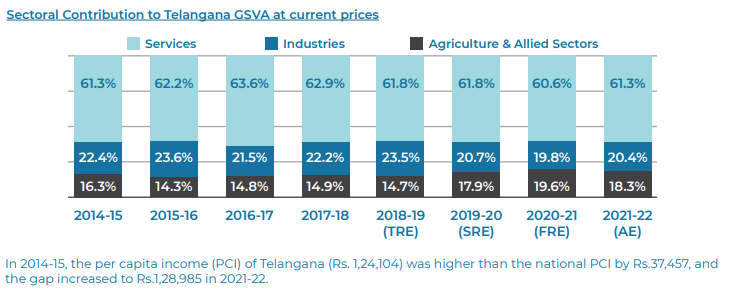 Sectoral Contribution to Telangana GSVA at current prices
Services Industries Agriculture & Allied Sectors
61.3% 62.2% 63.6% 62.9% 61.8% 61.8% 60.6% 61.3%
22.4% 23.6% 21.5% 22.2% 23.5% 20.7% 19.8% 20.4%
16.3% 14.3% 14.8% 14.9% 14.7% 17.9% 19.6% 18.3%
2014-15 2015-16 2016-17 2017-18 2018-19 2019-20 2020-21 2021-22
(TRE) (SRE) (FRE) (AE)
In 2014-15, the per capita income (PCI) of Telangana (Rs. 1,24,104) was higher than the national PCI by Rs.37,457, and
the gap increased to Rs.1,28,985 in 2021-22.